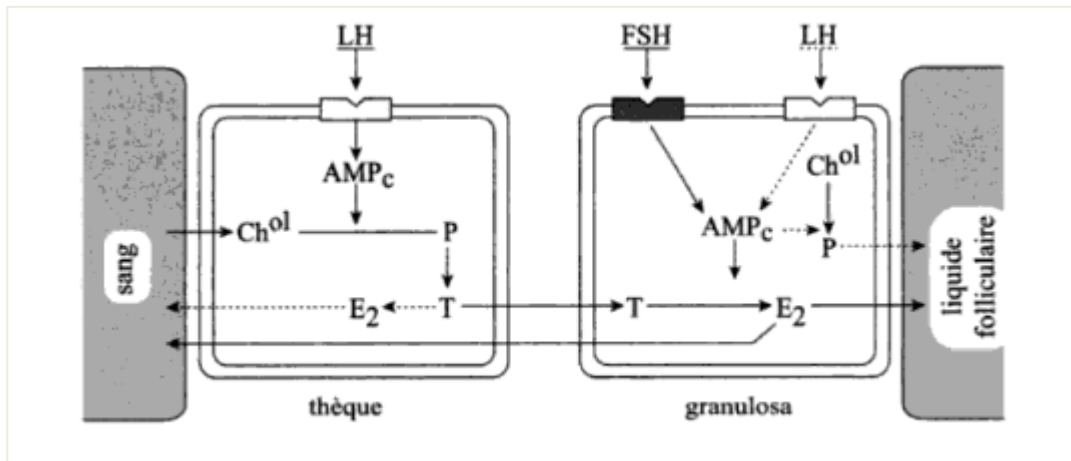 LH FSH LH
AMPc Chol
Chol P AMPc P
E2 T T E2
sang
liquide
folliculaire
thèque granulosa